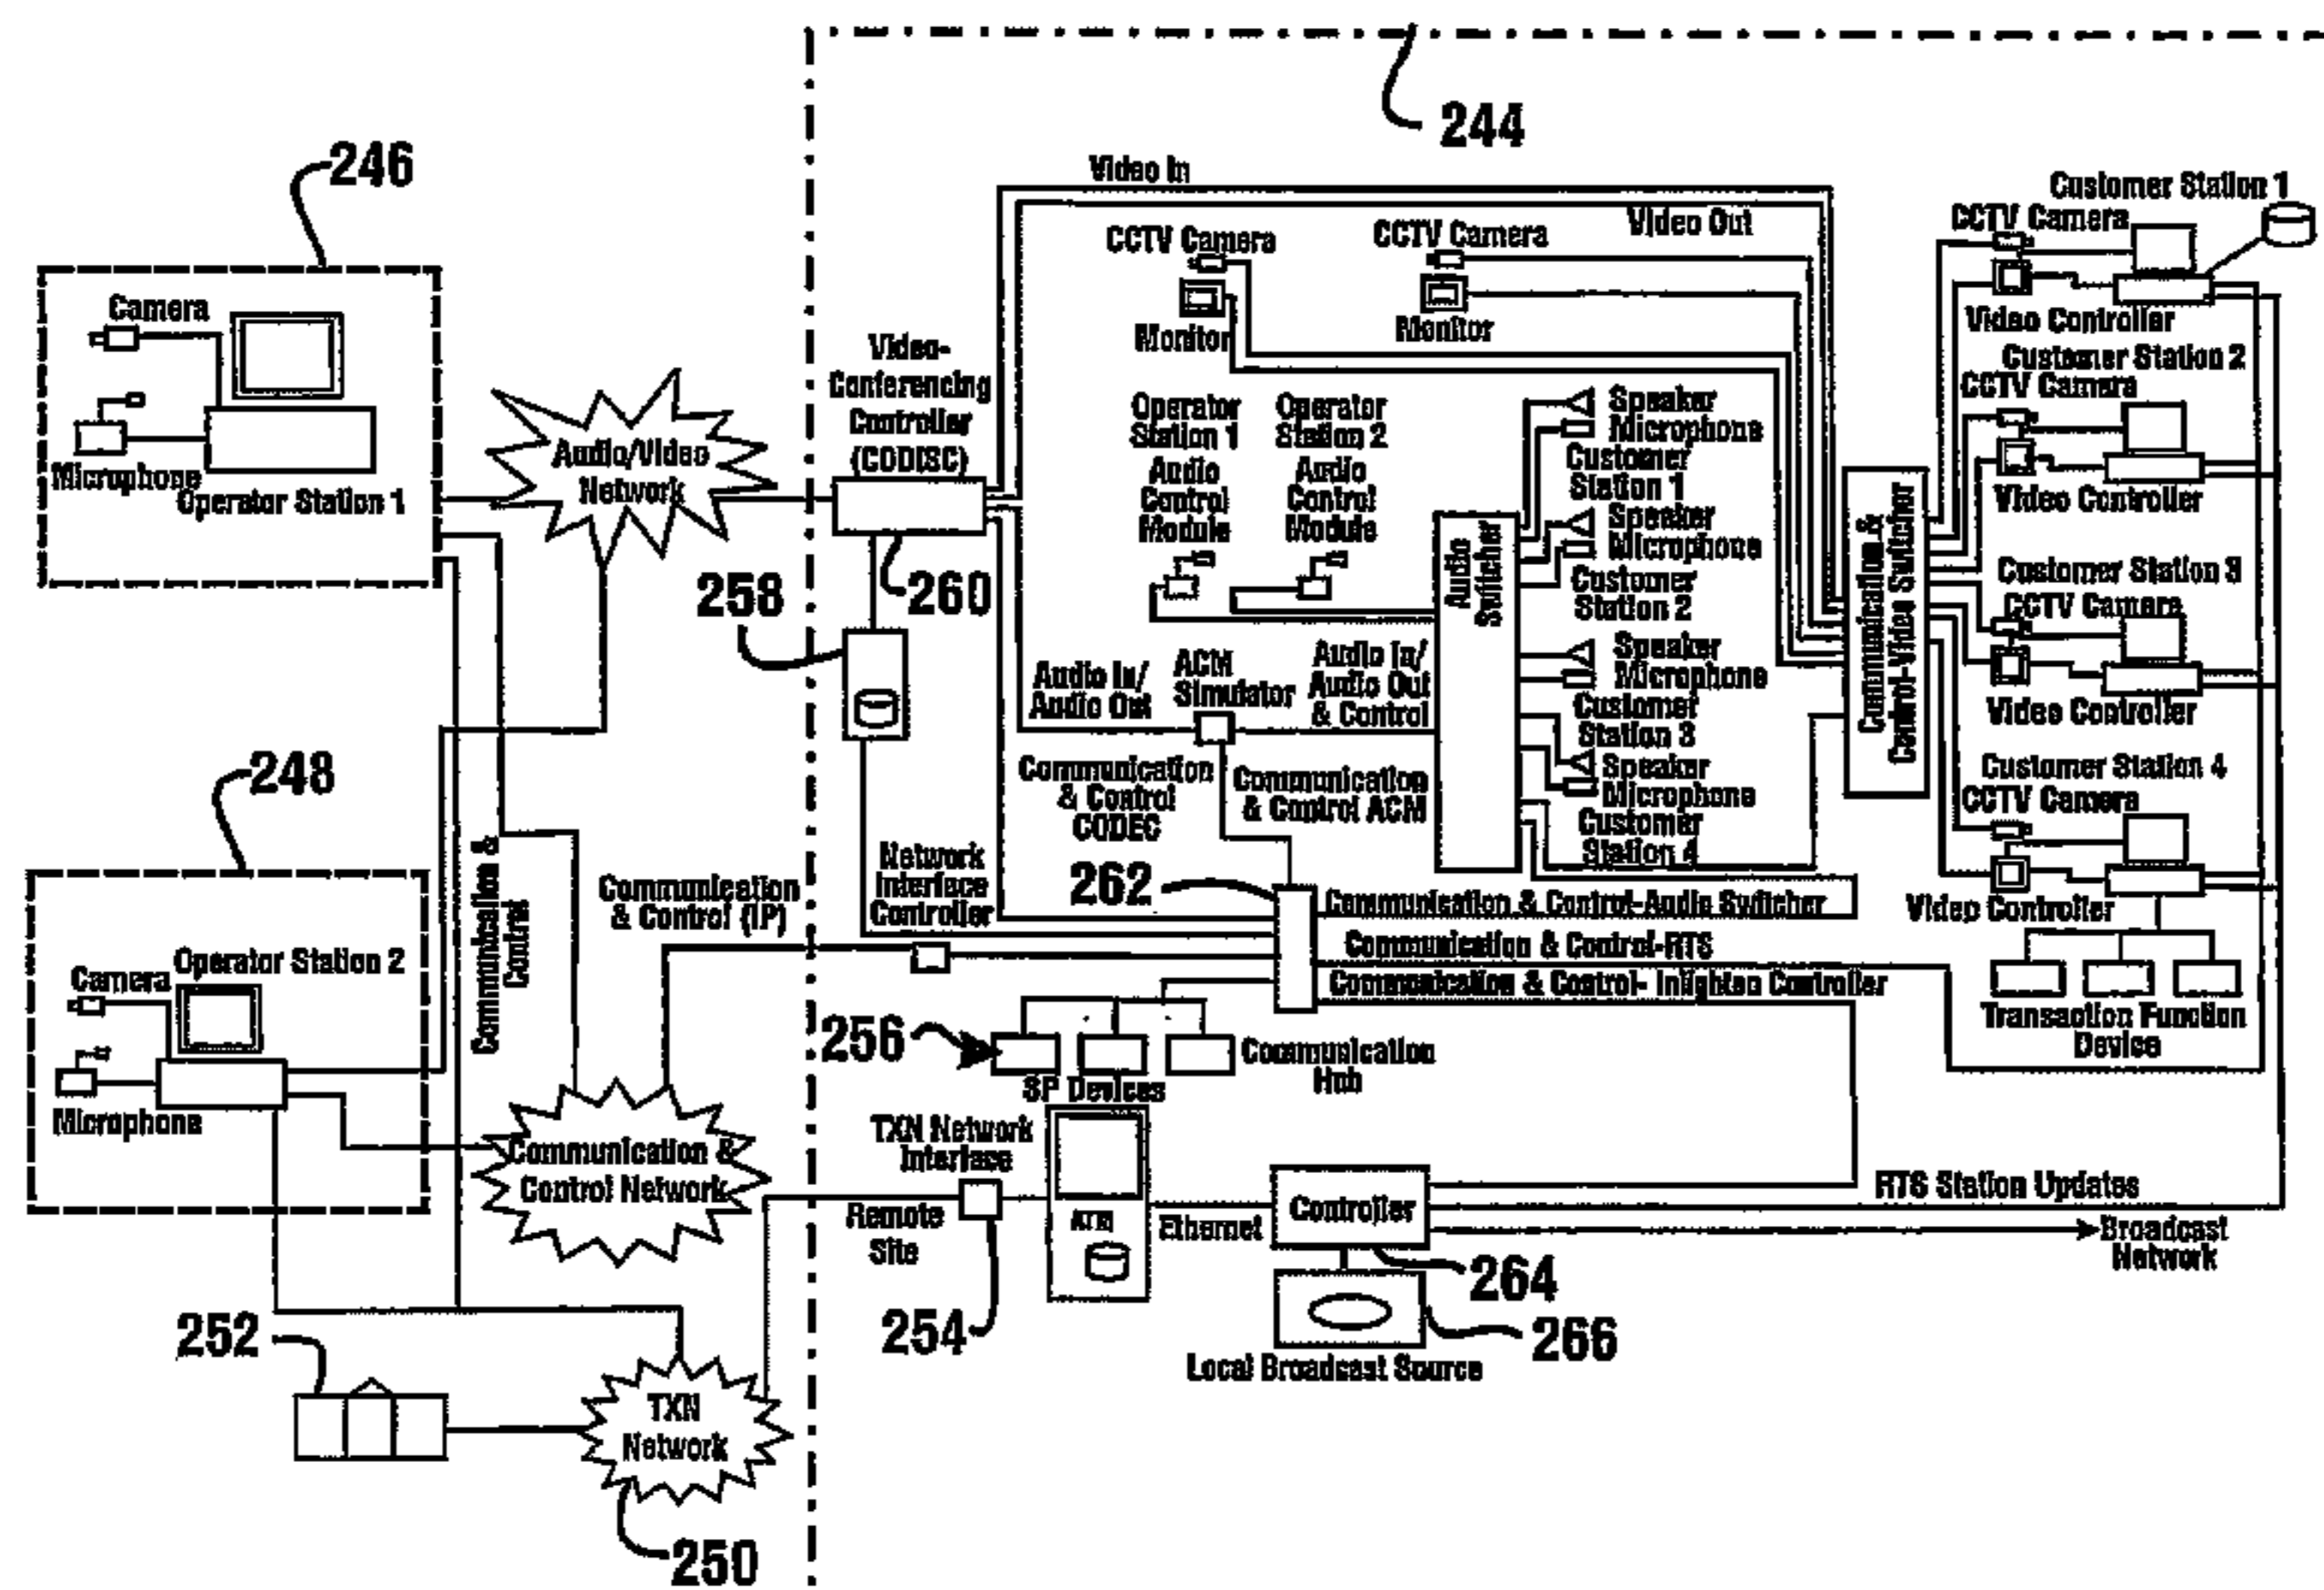 244
246
Video In
Customer Station 1
CCTV Camera
CCTV Camera
CCTV Camera
Video Out
Camera
Monitor
Monitor
Video Controller
Video-
Conferencing
Controller
(CODISC)
Customer Station 2
CCTV Camera
Operator
Station 1
Audio
Control
Module
Operator
Station 2
Audio
Control
Module
Speaker
Microphone
Customer
Station 1
Speaker
Microphone
Customer
Station 2
Speaker
Microphone
Customer
Station 3
Speaker
Microphone
Customer
Station 4
Microphone
Operator Station 1
Audio/Video
Network
Video Controller
Audio
Switcher
Communication &
Control-Video Switcher
258
260
Customer Station 3
CCTV Camera
Video Controller
Audio In/
Audio Out
ACM
Simulator
Audio In/
Audio Out
& Control
248
Communication
& Control
CODEC
Communication
& Control ACM
Customer Station 4
CCTV Camera
Video Controller
Communication &
Control
Communication
& Control (IP)
Network
Interface
Controller
262
Communication & Control-Audio Switcher
Communication & Control-RTS
Communication & Control- Inlighten Controller
Camera
Operator Station 2
Microphone
256
SP Devices
Communication
Hub
Transaction Function
Device
Communication &
Control Network
TXN Network
Interface
Remote
Site
ATM
Ethernet
Controller
RTS Station Updates
Broadcast
Network
254
264
266
Local Broadcast Source
252
TXN
Network
250